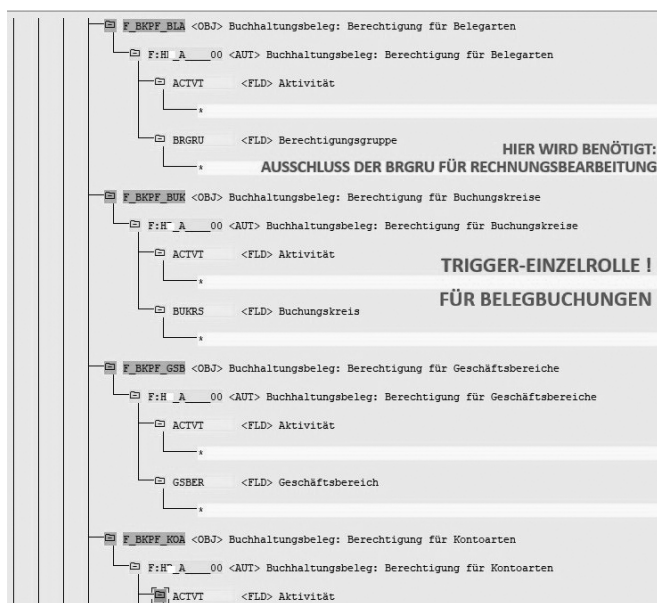 F_BKPF_BLA <OBJ> Buchhaltungsbeleg: Berechtigung für Belegarten
00 <AUT> Buchhaltungsbeleg: Berechtigung für Belegarten
ACTVT <FLD> Aktivität
*
BRGRU <FLD> Berechtigungsgruppe
HIER WIRD BENÖTIGT:
* AUSSCHLUSS DER BRGRU FÜR RECHNUNGSBEARBEITUNG
F_BKPF_BUK <OBJ> Buchhaltungsbeleg: Berechtigung für Buchungskreise
00 <AUT> Buchhaltungsbeleg: Berechtigung für Buchungskreise
ACTVT <FLD> Aktivität
TRIGGER-EINZELROLLE !
*
FÜR BELEGBUCHUNGEN
BUKRS <FLD> Buchungskreis
*
F_BKPF_GSB <OBJ> Buchhaltungsbeleg: Berechtigung für Geschäftsbereiche
00 <AUT> Buchhaltungsbeleg: Berechtigung für Geschäftsbereiche
ACTVT <FLD> Aktivität
*
GSBER <FLD> Geschäftsbereich
*
F_BKPF_KOA <OBJ> Buchhaltungsbeleg: Berechtigung für Kontoarten
00 <AUT> Buchhaltungsbeleg: Berechtigung für Kontoarten
ACTVT <FLD> Aktivität